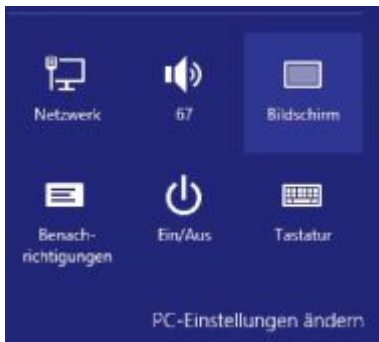 Netzwerk
67
Bildschirm
Benach-
richtigungen
Ein/Aus
Tastatur
PC-Einstellungen ändern